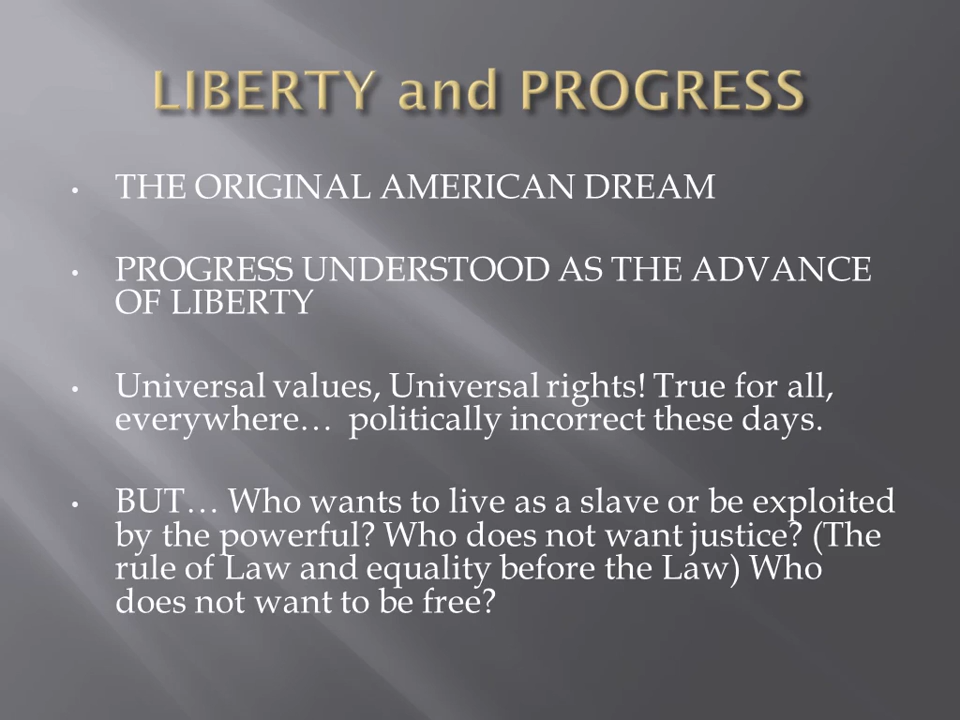 LIBERTY and PROGRESS
• THE ORIGINAL AMERICAN DREAM
• PROGRESS UNDERSTOOD AS THE ADVANCE
OF LIBERTY
• Universal values, Universal rights! True for all,
everywhere… politically incorrect these days.
• BUT… Who wants to live as a slave or be exploited
by the powerful? Who does not want justice? (The
rule of Law and equality before the Law) Who
does not want to be free?